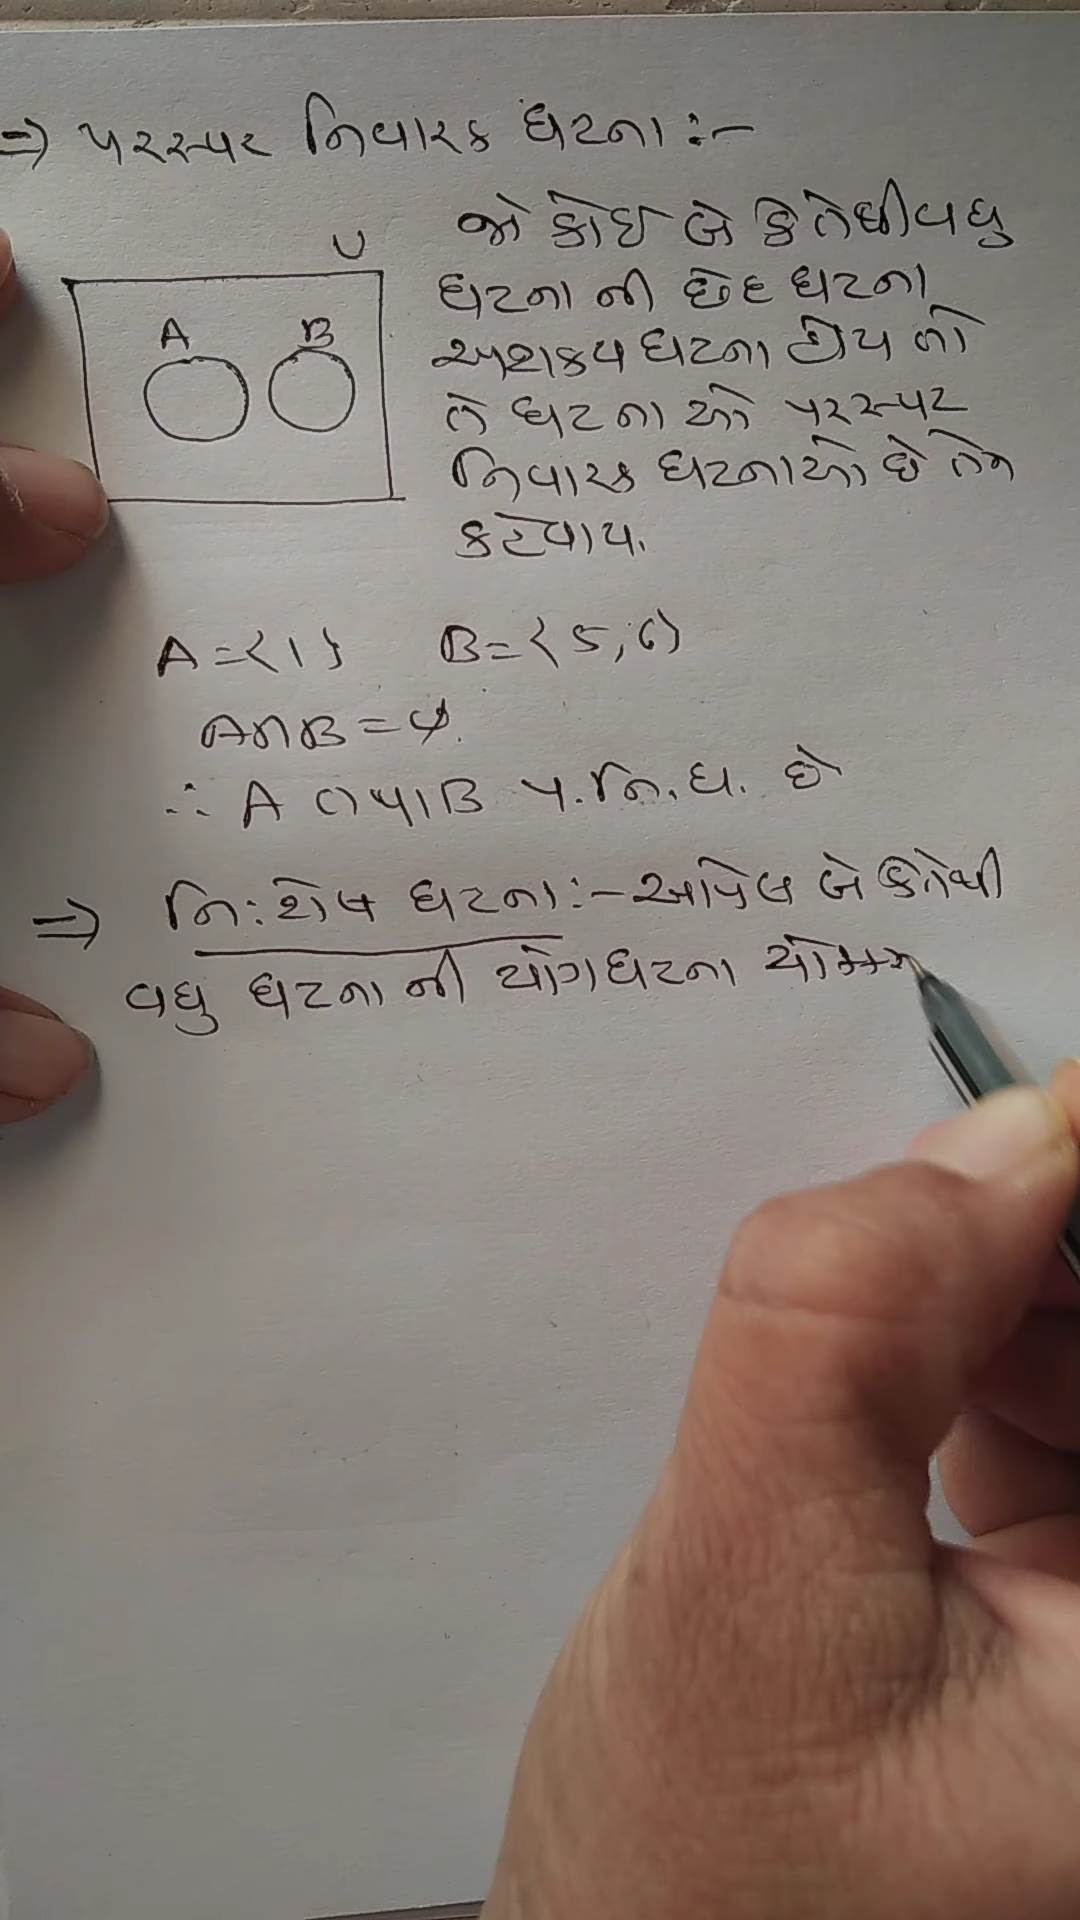 ⇒ પરસ્પર નિવારક ઘટના :-
જો કોઈ બે કે તેથી વધુ
ઘટના ની છેદ ઘટના
અશક્ય ઘટના હોય તો
તે ઘટના ઓ પરસ્પર
નિવારક ઘટનાઓ છે તેમ
કહેવાય.
U
A B
A = {1} B = {5, 6}
A∩B = φ.
∴ A તથા B પ.નિ.ઘ. છે
⇒ નિ:શેષ ઘટના :- આપેલ બે કે તેથી
વધુ ઘટના ની યોગઘટના